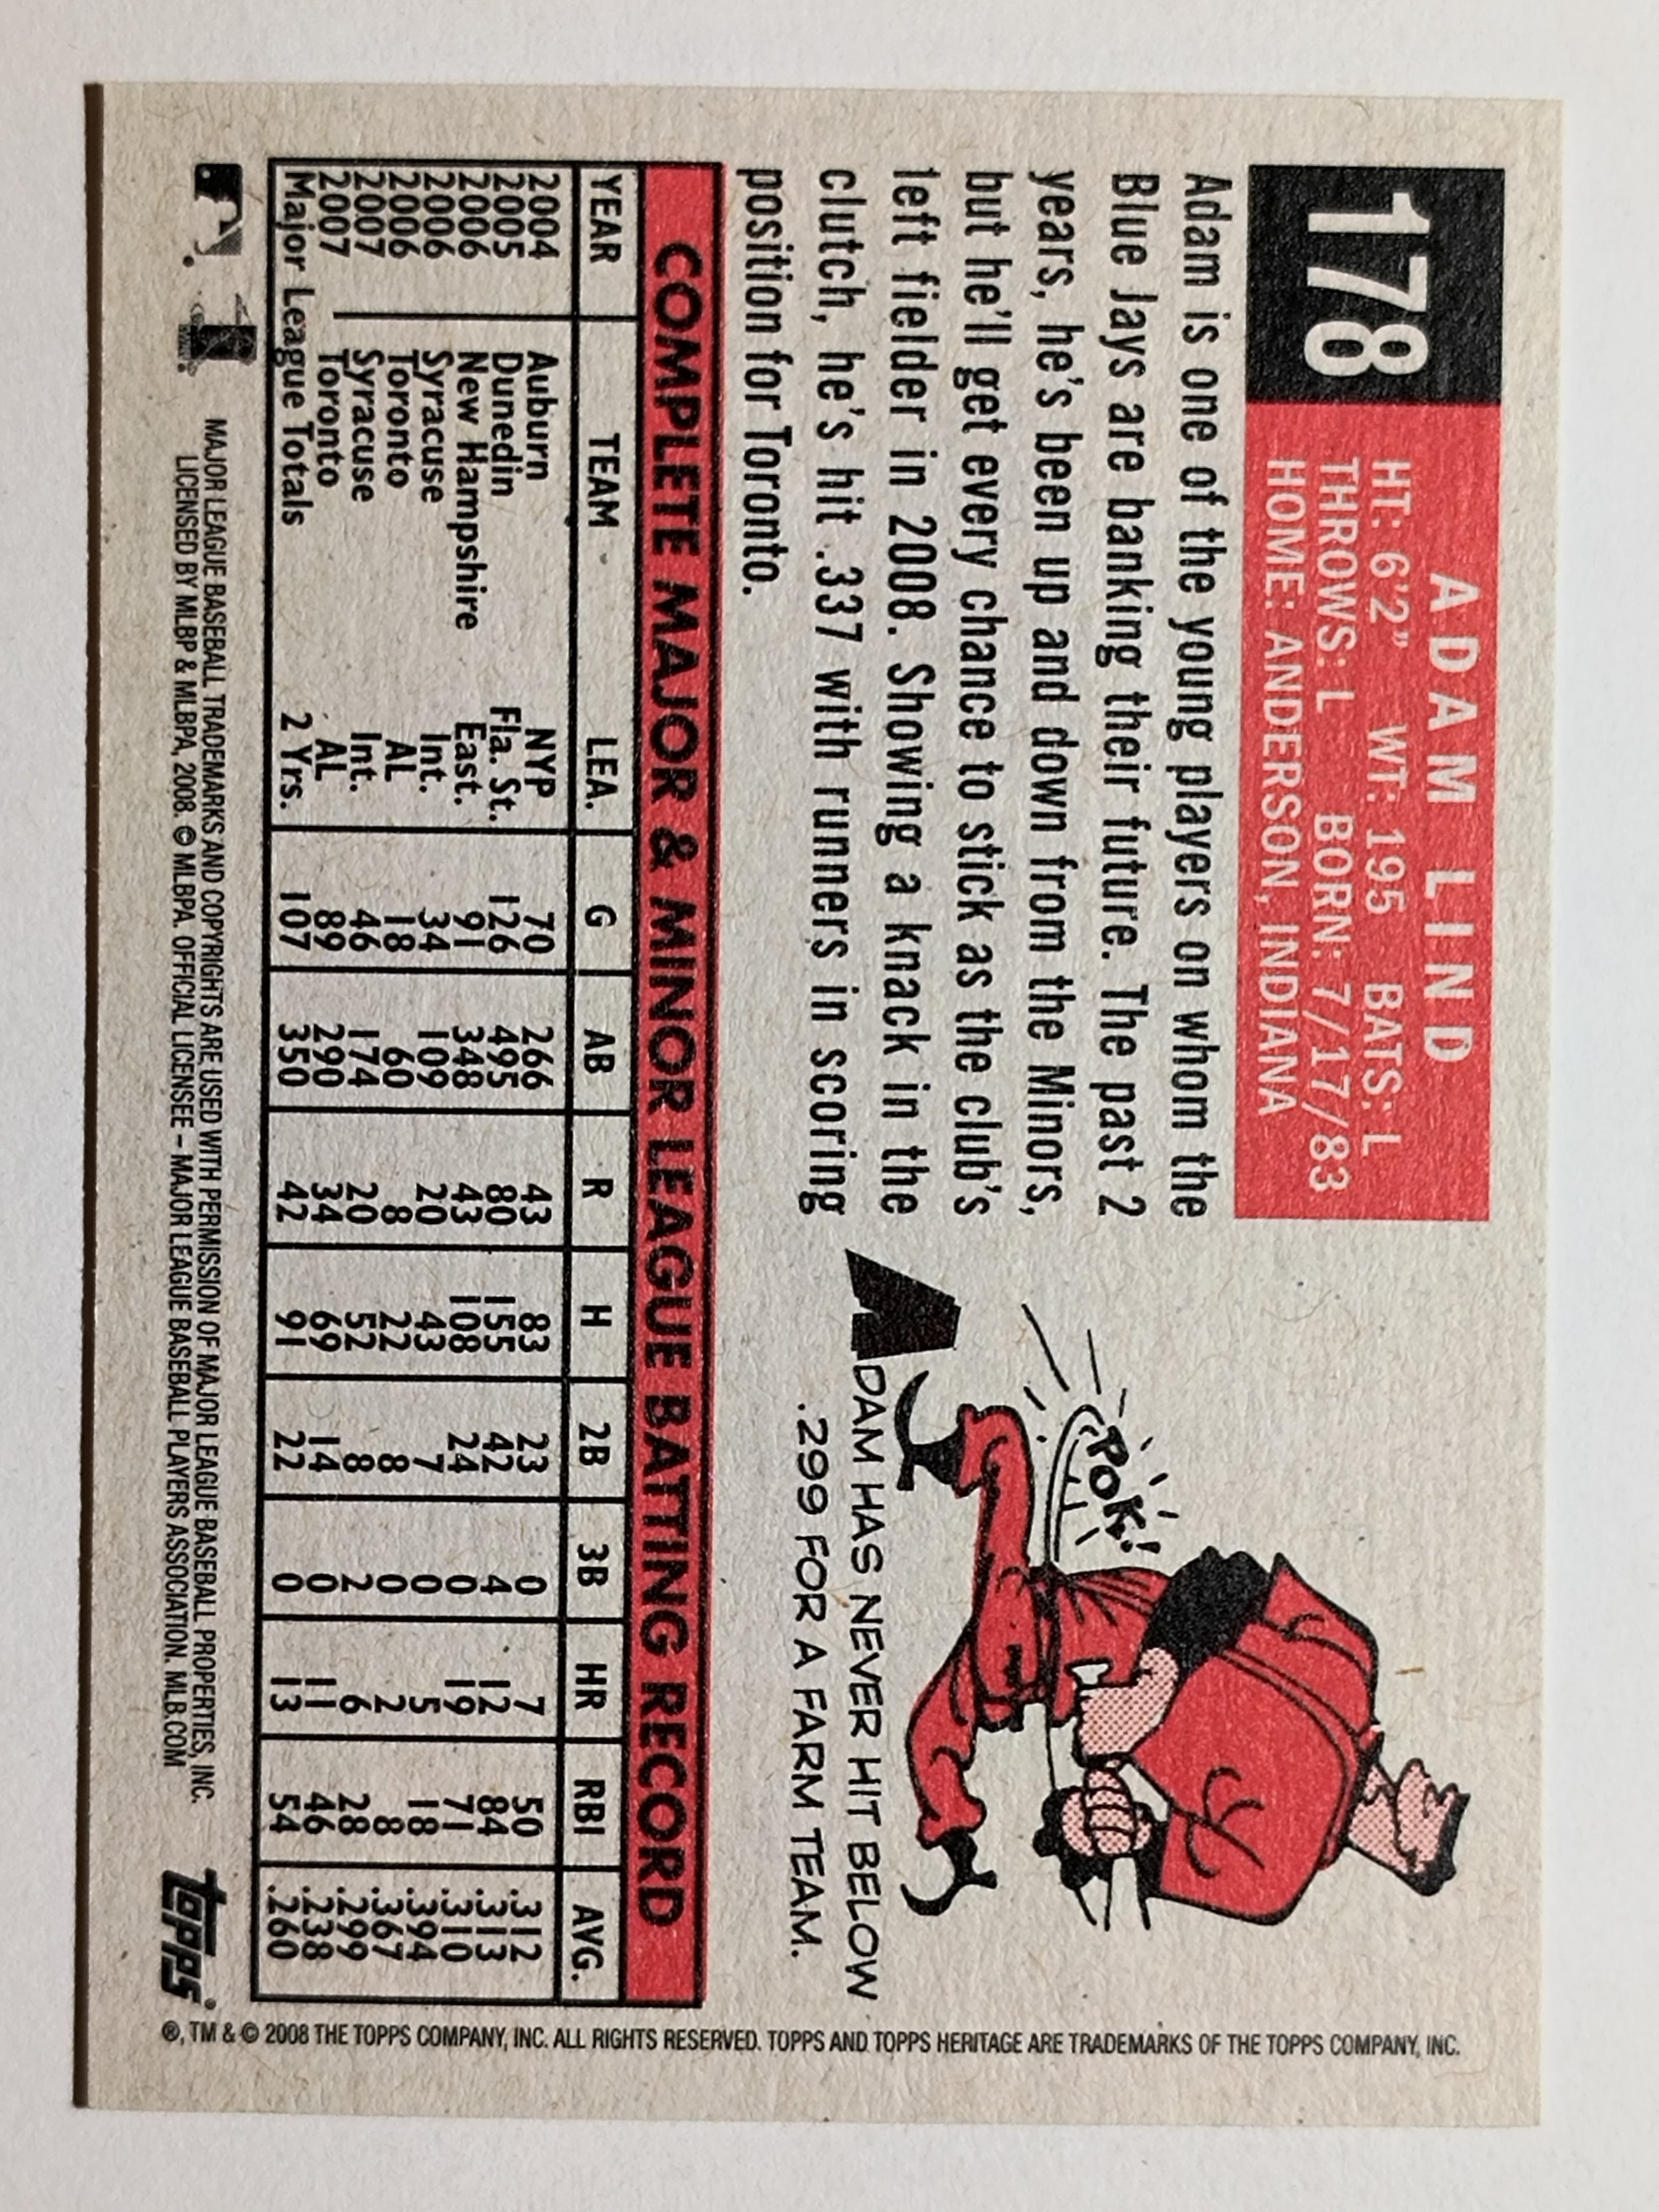 178
ADAM LIND
HT: 6'2" WT: 195 BATS: L
THROWS: L BORN: 7/17/83
HOME: ANDERSON, INDIANA
Adam is one of the young players on whom the
Blue Jays are banking their future. The past 2
years, he's been up and down from the Minors,
but he'll get every chance to stick as the club's
left fielder in 2008. Showing a knack in the
clutch, he's hit .337 with runners in scoring
position for Toronto.
POK!
ADAM HAS NEVER HIT BELOW
.299 FOR A FARM TEAM.
COMPLETE MAJOR & MINOR LEAGUE BATTING RECORD
YEAR TEAM LEA. G AB R H 2B 3B HR RBI AVG.
2004 Auburn NYP 70 266 43 83 23 0 7 50 .312
2005 Dunedin Fla. St. 126 495 80 155 42 4 12 84 .313
2006 New Hampshire East. 91 348 43 108 24 0 19 71 .310
2006 Syracuse Int. 34 109 20 43 7 0 5 18 .394
2006 Toronto AL 18 60 8 22 8 0 2 8 .367
2007 Syracuse Int. 46 174 20 52 8 2 6 28 .299
2007 Toronto AL 89 290 34 69 14 0 11 46 .238
Major League Totals 2 Yrs. 107 350 42 91 22 0 13 54 .260
MAJOR LEAGUE BASEBALL TRADEMARKS AND COPYRIGHTS ARE USED WITH PERMISSION OF MAJOR LEAGUE BASEBALL PROPERTIES, INC.
LICENSED BY MLBP & MLBPA, 2008. © MLBPA. OFFICIAL LICENSEE – MAJOR LEAGUE BASEBALL PLAYERS ASSOCIATION. MLB.COM
topps
®, TM & © 2008 THE TOPPS COMPANY, INC. ALL RIGHTS RESERVED. TOPPS AND TOPPS HERITAGE ARE TRADEMARKS OF THE TOPPS COMPANY, INC.